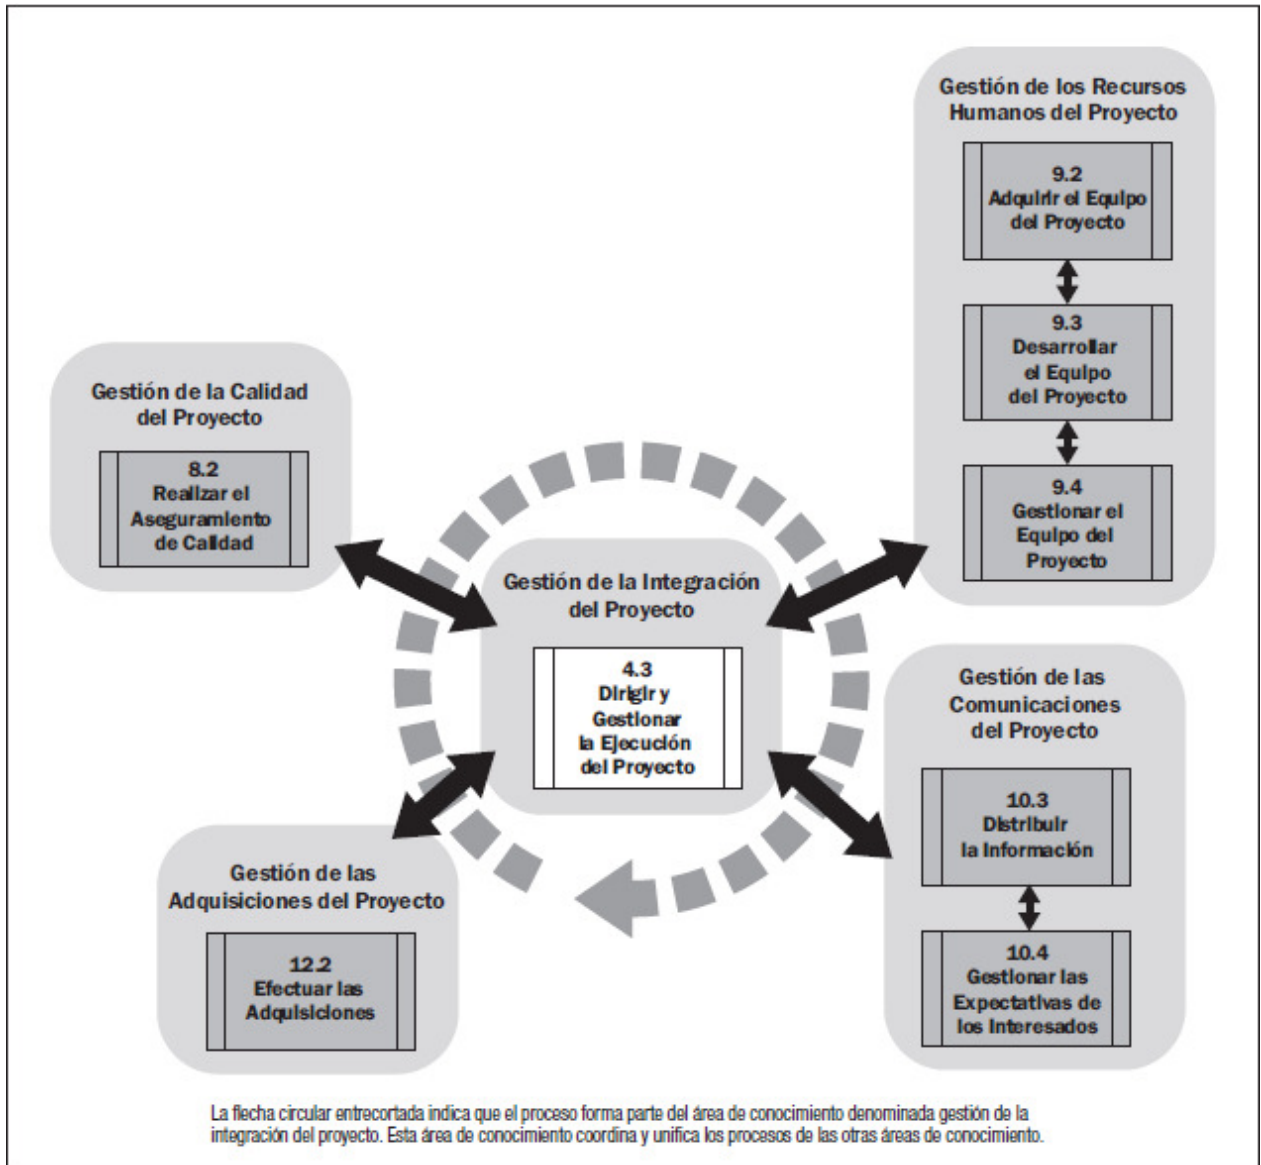 Gestión de los Recursos
Humanos del Proyecto
9.2
Adquirir el Equipo
del Proyecto
9.3
Desarrollar
el Equipo
del Proyecto
9.4
Gestionar el
Equipo del
Proyecto
Gestión de la Calidad
del Proyecto
8.2
Realizar el
Aseguramiento
de Calidad
Gestión de la Integración
del Proyecto
4.3
Dirigir y
Gestionar
la Ejecución
del Proyecto
Gestión de las
Comunicaciones
del Proyecto
10.3
Distribuir
la Información
10.4
Gestionar las
Expectativas de
los Interesados
Gestión de las
Adquisiciones del Proyecto
12.2
Efectuar las
Adquisiciones
La flecha circular entrecortada indica que el proceso forma parte del área de conocimiento denominada gestión de la
integración del proyecto. Esta área de conocimiento coordina y unifica los procesos de las otras áreas de conocimiento.